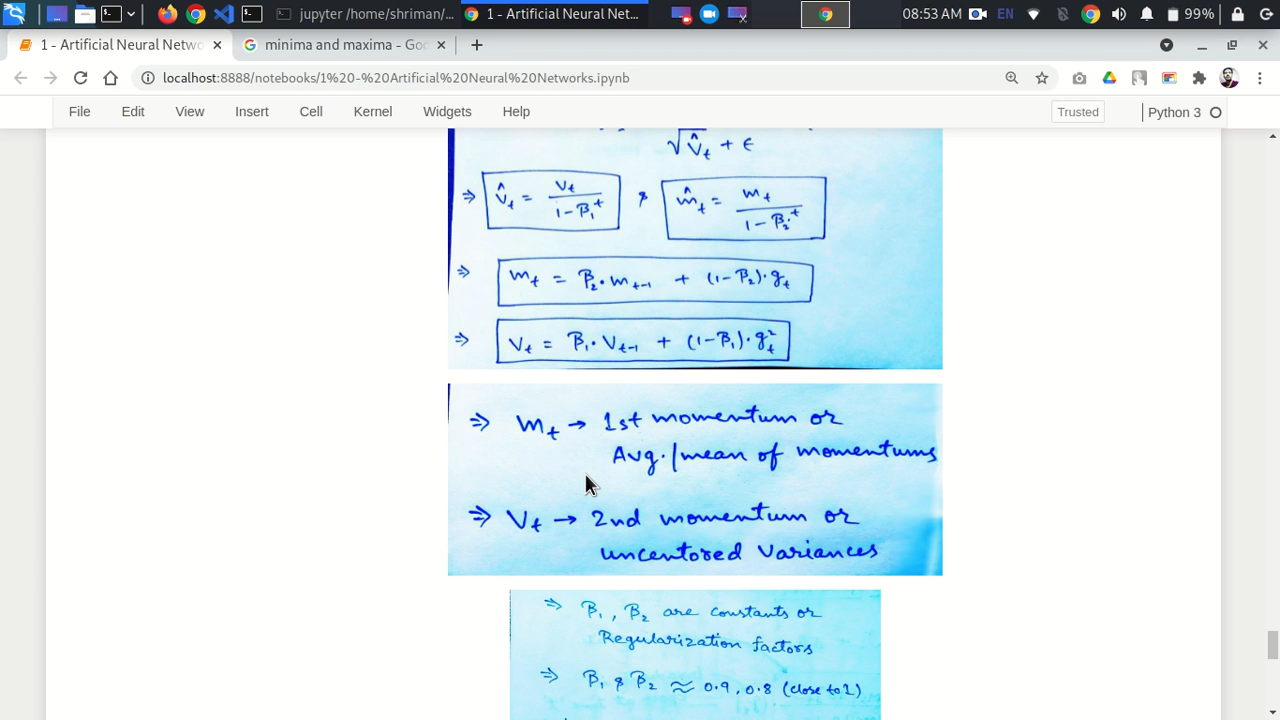 jupyter /home/shriman/...
1 - Artificial Neural Net...
08:53 AM
EN
99%
1 - Artificial Neural Netwo
minima and maxima - Goo
localhost:8888/notebooks/1%20-%20Artificial%20Neural%20Networks.ipynb
File Edit View Insert Cell Kernel Widgets Help
Trusted
Python 3
√v̂ₜ + ϵ
⇒ v̂ₜ = vₜ / (1 - β₁ᵗ) & m̂ₜ = mₜ / (1 - β₂ᵗ)
⇒ mₜ = β₂·mₜ₋₁ + (1-β₂)·gₜ
⇒ Vₜ = β₁·Vₜ₋₁ + (1-β₁)·gₜ²
⇒ mₜ → 1st momentum or
Avg./mean of momentums
⇒ Vₜ → 2nd momentum or
uncentored variances
⇒ β₁, β₂ are constants or
Regularization factors
⇒ β₁ & β₂ ≈ 0.9, 0.8 (close to 1)